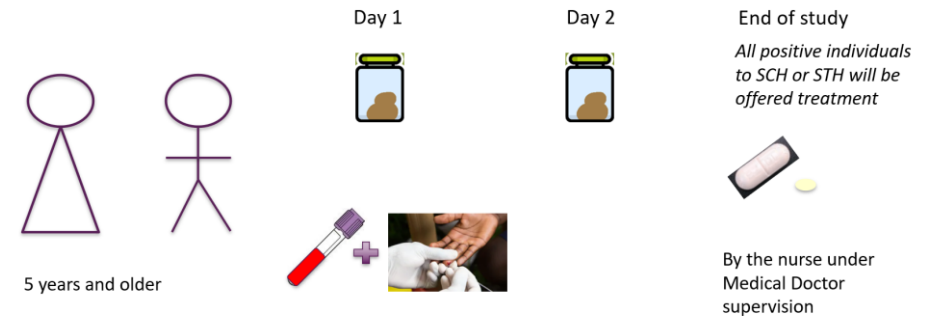 Day 1
Day 2
End of study
All positive individuals
to SCH or STH will be
offered treatment
5 years and older
By the nurse under
Medical Doctor
supervision